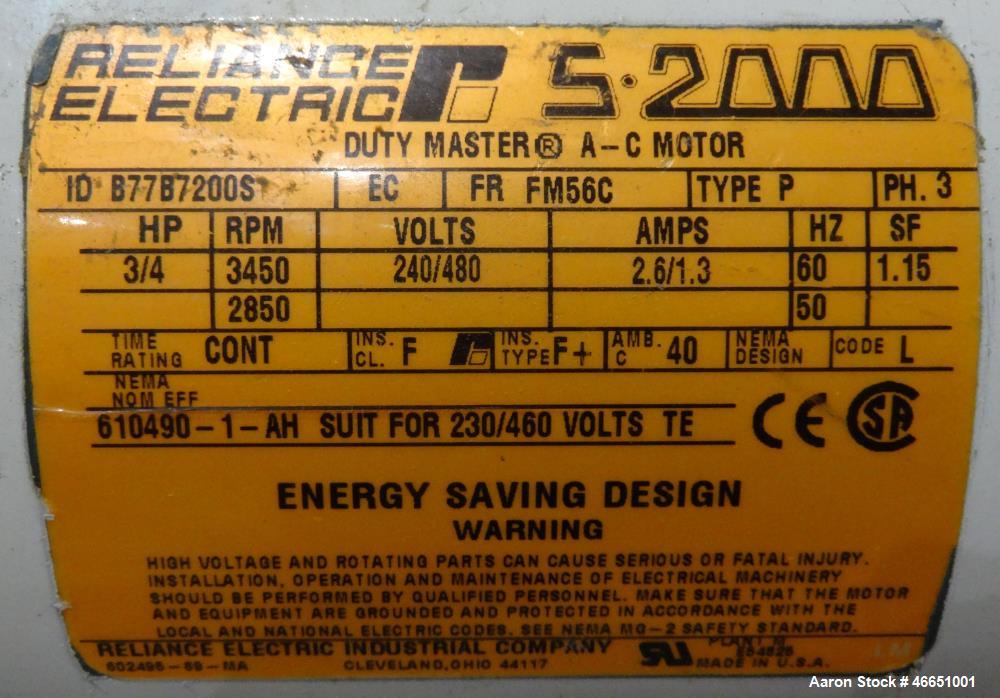 RELIANCE
ELECTRIC S-2000
DUTY MASTER® A-C MOTOR
ID B77B7200S EC FR FM56C TYPE P PH. 3
HP RPM VOLTS AMPS HZ SF
3/4 3450 240/480 2.6/1.3 60 1.15
2850 50
TIME RATING CONT INS. CL. F INS. TYPE F+ AMB. C 40 NEMA DESIGN CODE L
NEMA
NOM EFF
610490-1-AH SUIT FOR 230/460 VOLTS TE CE SA
ENERGY SAVING DESIGN
WARNING
HIGH VOLTAGE AND ROTATING PARTS CAN CAUSE SERIOUS OR FATAL INJURY.
INSTALLATION, OPERATION AND MAINTENANCE OF ELECTRICAL MACHINERY
SHOULD BE PERFORMED BY QUALIFIED PERSONNEL. MAKE SURE THAT THE MOTOR
AND EQUIPMENT ARE GROUNDED AND PROTECTED IN ACCORDANCE WITH THE
LOCAL AND NATIONAL ELECTRIC CODES. SEE NEMA MG-2 SAFETY STANDARD.
RELIANCE ELECTRIC INDUSTRIAL COMPANY
CLEVELAND, OHIO 44117 MADE IN U.S.A.
Aaron Stock # 46651001